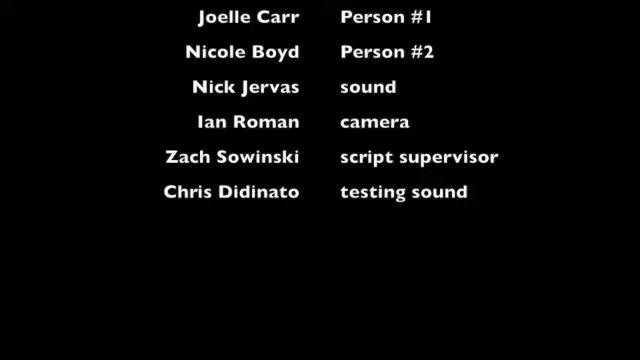 Joelle Carr Person #1
Nicole Boyd Person #2
Nick Jervas sound
Ian Roman camera
Zach Sowinski script supervisor
Chris Didinato testing sound